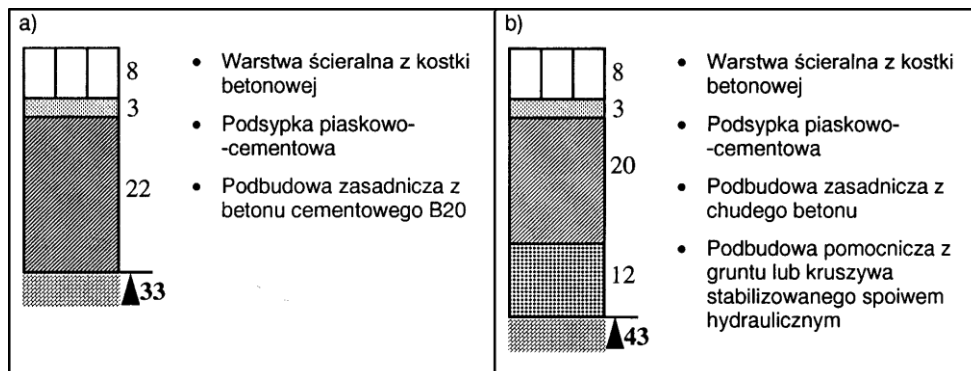 a)
8
3
22
33
• Warstwa ścieralna z kostki
betonowej
• Podsypka piaskowo-
-cementowa
• Podbudowa zasadnicza z
betonu cementowego B20
b)
8
3
20
12
43
• Warstwa ścieralna z kostki
betonowej
• Podsypka piaskowo-
-cementowa
• Podbudowa zasadnicza z
chudego betonu
• Podbudowa pomocnicza z
gruntu lub kruszywa
stabilizowanego spoiwem
hydraulicznym